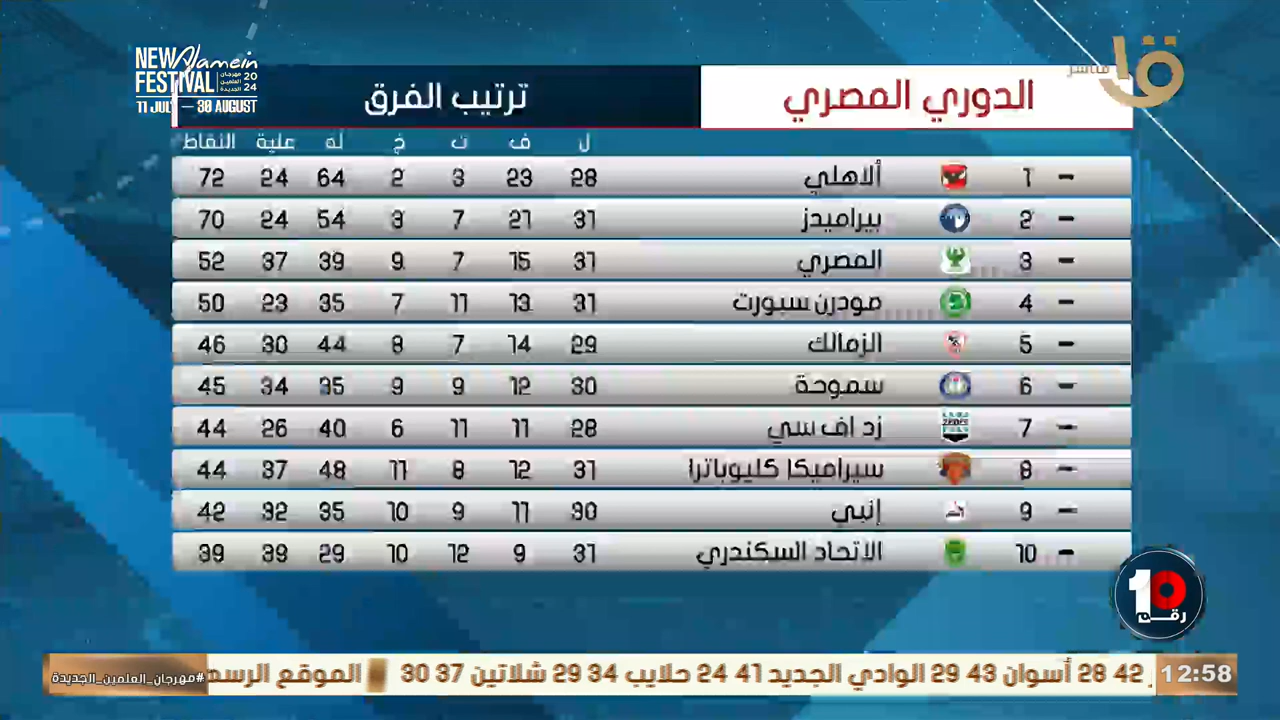 NEW Alamein
FESTIVAL مهرجان العلمين الجديدة 2024
11 JULY — 30 AUGUST
مباشر
الدوري المصري ترتيب الفرق
ل ف ت خ له علية النقاط
- 1 ألاهلي 28 23 3 2 64 24 72
- 2 بيراميدز 31 21 7 3 54 24 70
- 3 المصري 31 15 7 9 39 37 52
- 4 مودرن سبورت 31 13 11 7 35 23 50
- 5 الزمالك 29 14 7 8 44 30 46
- 6 سموحة 30 12 9 9 35 34 45
- 7 زد اف سي 28 11 11 6 40 26 44
- 8 سيراميكا كليوباترا 31 12 8 11 48 37 44
- 9 إنبي 30 11 9 10 35 32 42
- 10 الاتحاد السكندري 31 9 12 10 29 39 39
رقم 10
42 28 أسوان 43 29 الوادي الجديد 41 24 حلايب 34 29 شلاتين 37 30 الموقع الرسم
#مهرجان_العلمين_الجديدة
12:58